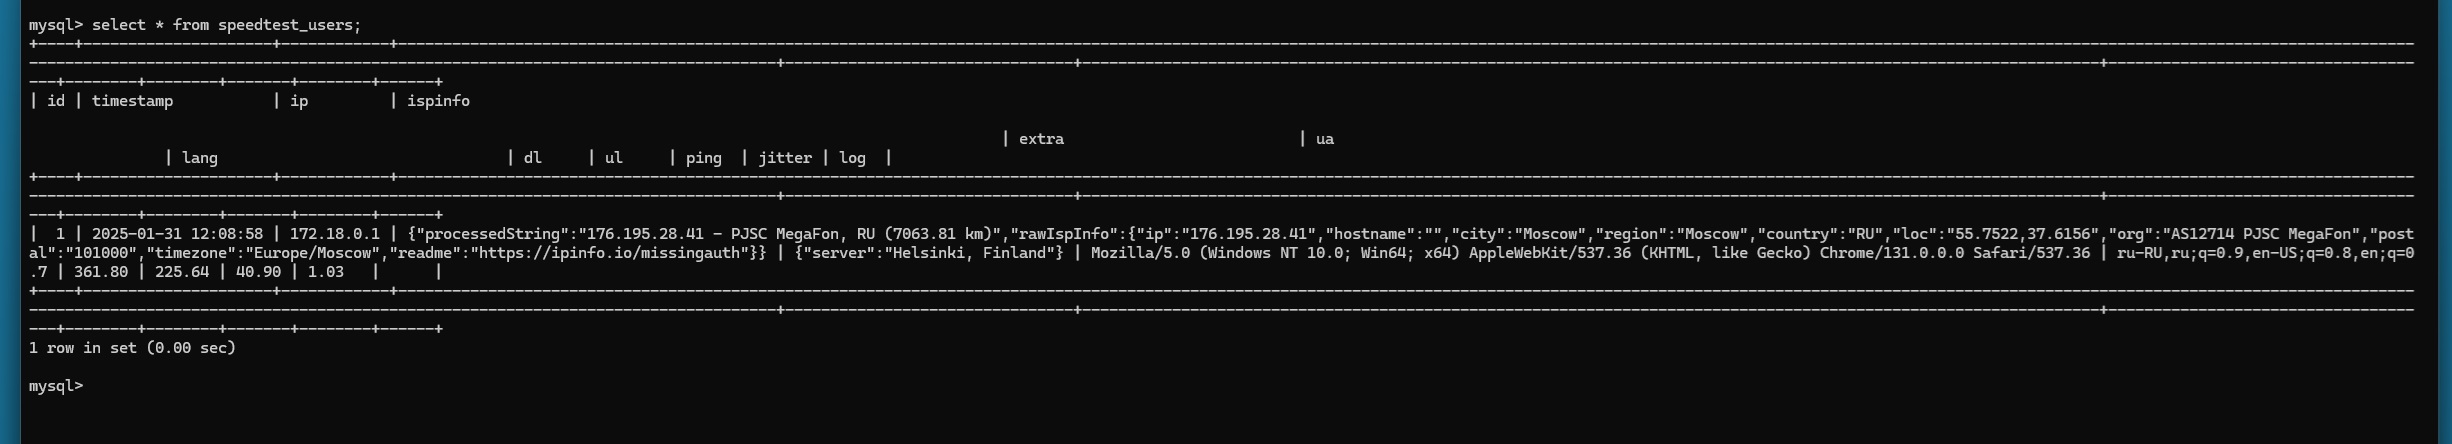 mysql> select * from speedtest_users;
| id | timestamp | ip | ispinfo
| extra | ua
| lang | dl | ul | ping | jitter | log |
| 1 | 2025-01-31 12:08:58 | 172.18.0.1 | {"processedString":"176.195.28.41 - PJSC MegaFon, RU (7063.81 km)","rawIspInfo":{"ip":"176.195.28.41","hostname":"","city":"Moscow","region":"Moscow","country":"RU","loc":"55.7522,37.6156","org":"AS12714 PJSC MegaFon","post
al":"101000","timezone":"Europe/Moscow","readme":"https://ipinfo.io/missingauth"}} | {"server":"Helsinki, Finland"} | Mozilla/5.0 (Windows NT 10.0; Win64; x64) AppleWebKit/537.36 (KHTML, like Gecko) Chrome/131.0.0.0 Safari/537.36 | ru-RU,ru;q=0.9,en-US;q=0.8,en;q=0
.7 | 361.80 | 225.64 | 40.90 | 1.03 | |
1 row in set (0.00 sec)
mysql>